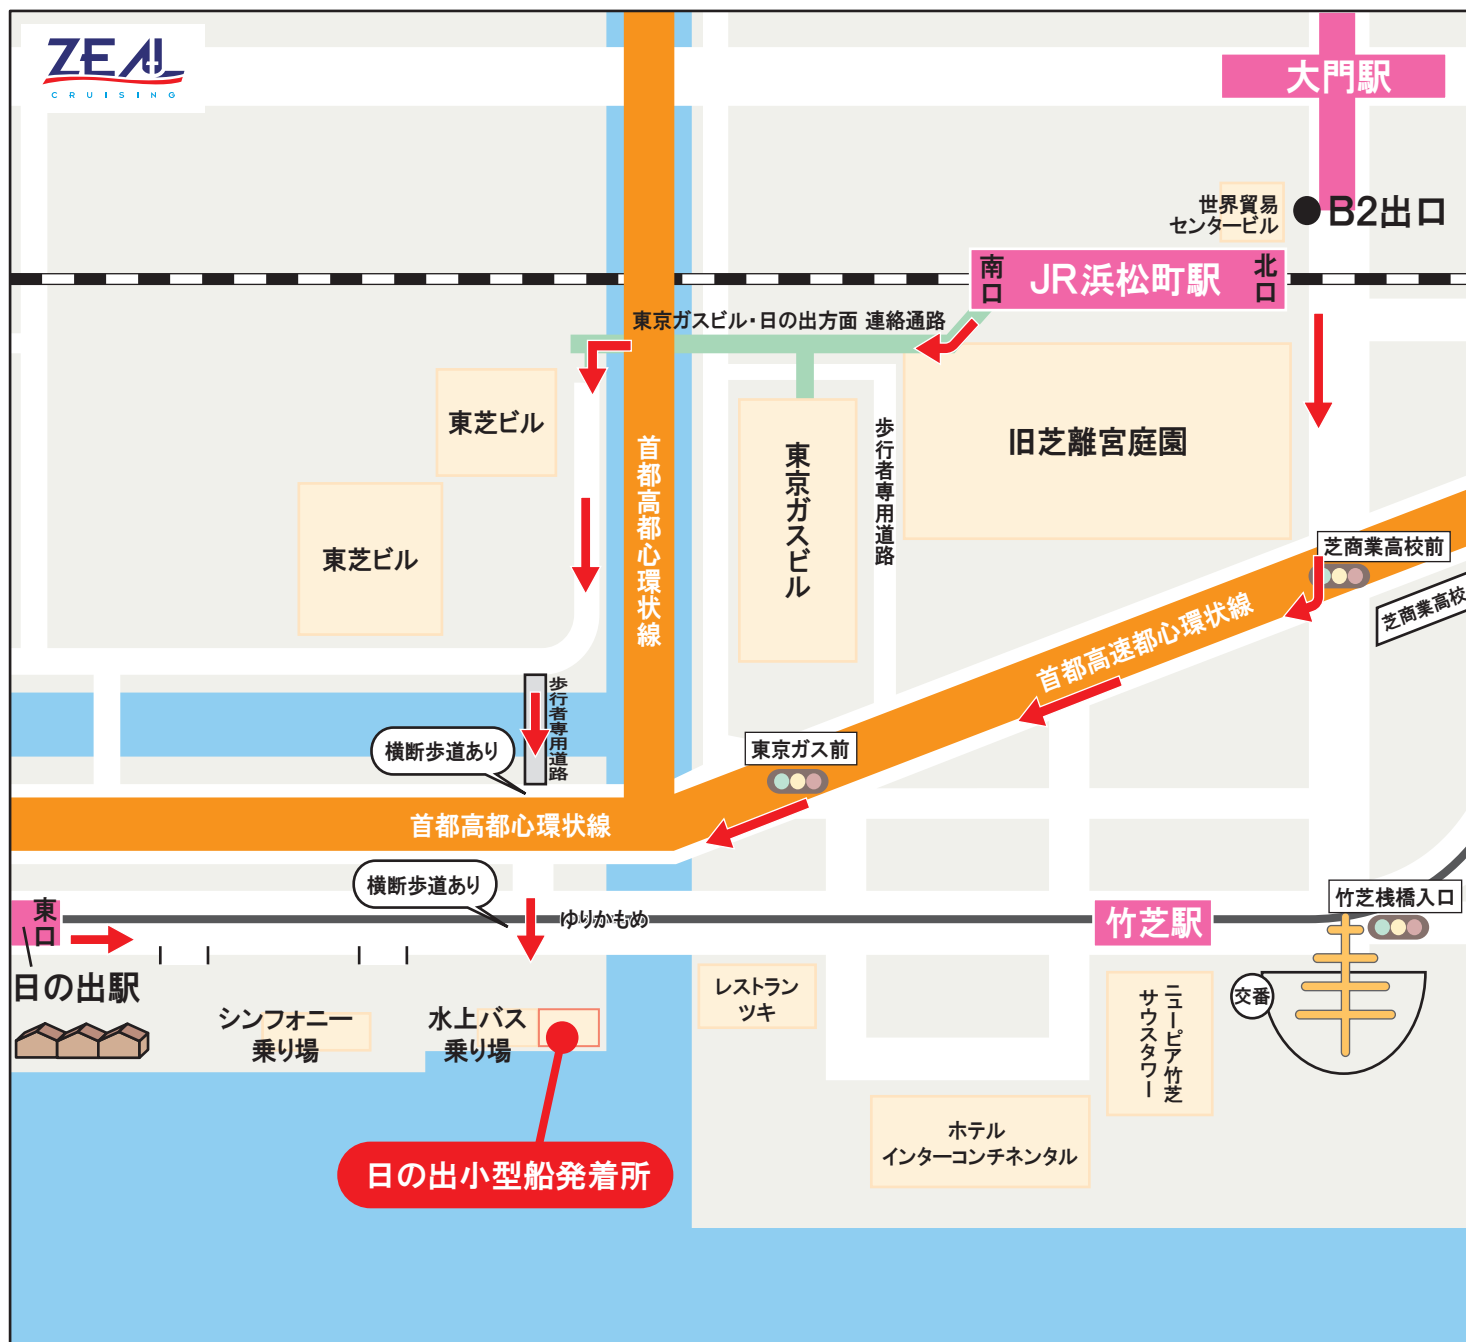 ZEAL
CRUISING
大門駅
世界貿易
センタービル
B2出口
南口
JR浜松町駅
北口
東京ガスビル・日の出方面 連絡通路
東芝ビル
東芝ビル
首都高都心環状線
東京ガスビル
歩行者専用道路
旧芝離宮庭園
芝商業高校前
芝商業高校
首都高速都心環状線
歩行者専用道路
横断歩道あり
東京ガス前
首都高都心環状線
横断歩道あり
東口
ゆりかもめ
竹芝駅
竹芝桟橋入口
日の出駅
シンフォニー
乗り場
水上バス
乗り場
レストラン
ツキ
ニューピア竹芝
サウスタワー
交番
ホテル
インターコンチネンタル
日の出小型船発着所